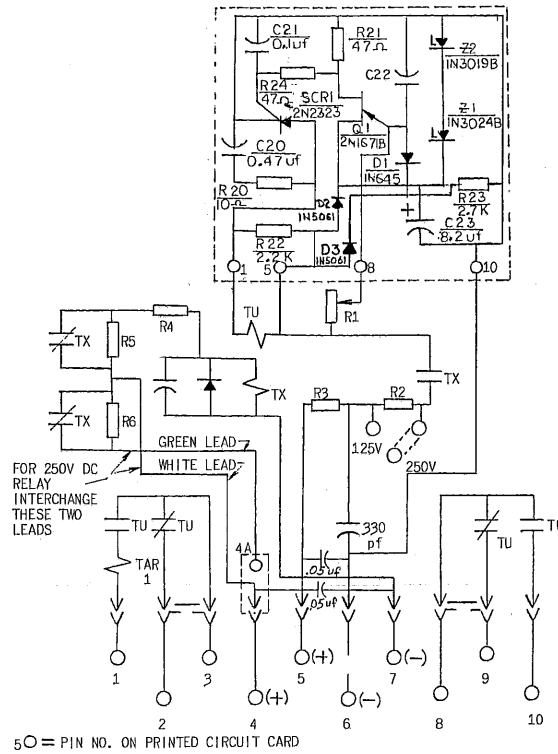 C21
0.1uf
R21
47Ω
L
Z2
1N3019B
R24
47Ω
C22
SCR1
2N2323
Q1
2N1671B
L
Z1
1N3024B
C20
0.47uf
D1
1N645
R20
10Ω
D2
1N5061
R23
2.7K
+
C23
8.2uf
R22
2.2K
D3
1N5061
1
5
8
10
TU
R1
R4
TX
R5
TX
TX
R3
R2
TX
R6
125V
250V
GREEN LEAD
WHITE LEAD
FOR 250V DC
RELAY
INTERCHANGE
THESE TWO
LEADS
TU
TU
TAR
1
4A
330
pf
.05uf
.05uf
TU
TU
1
3
5
(+)
7
(-)
9
2
4
(+)
6
(-)
8
10
5O = PIN NO. ON PRINTED CIRCUIT CARD